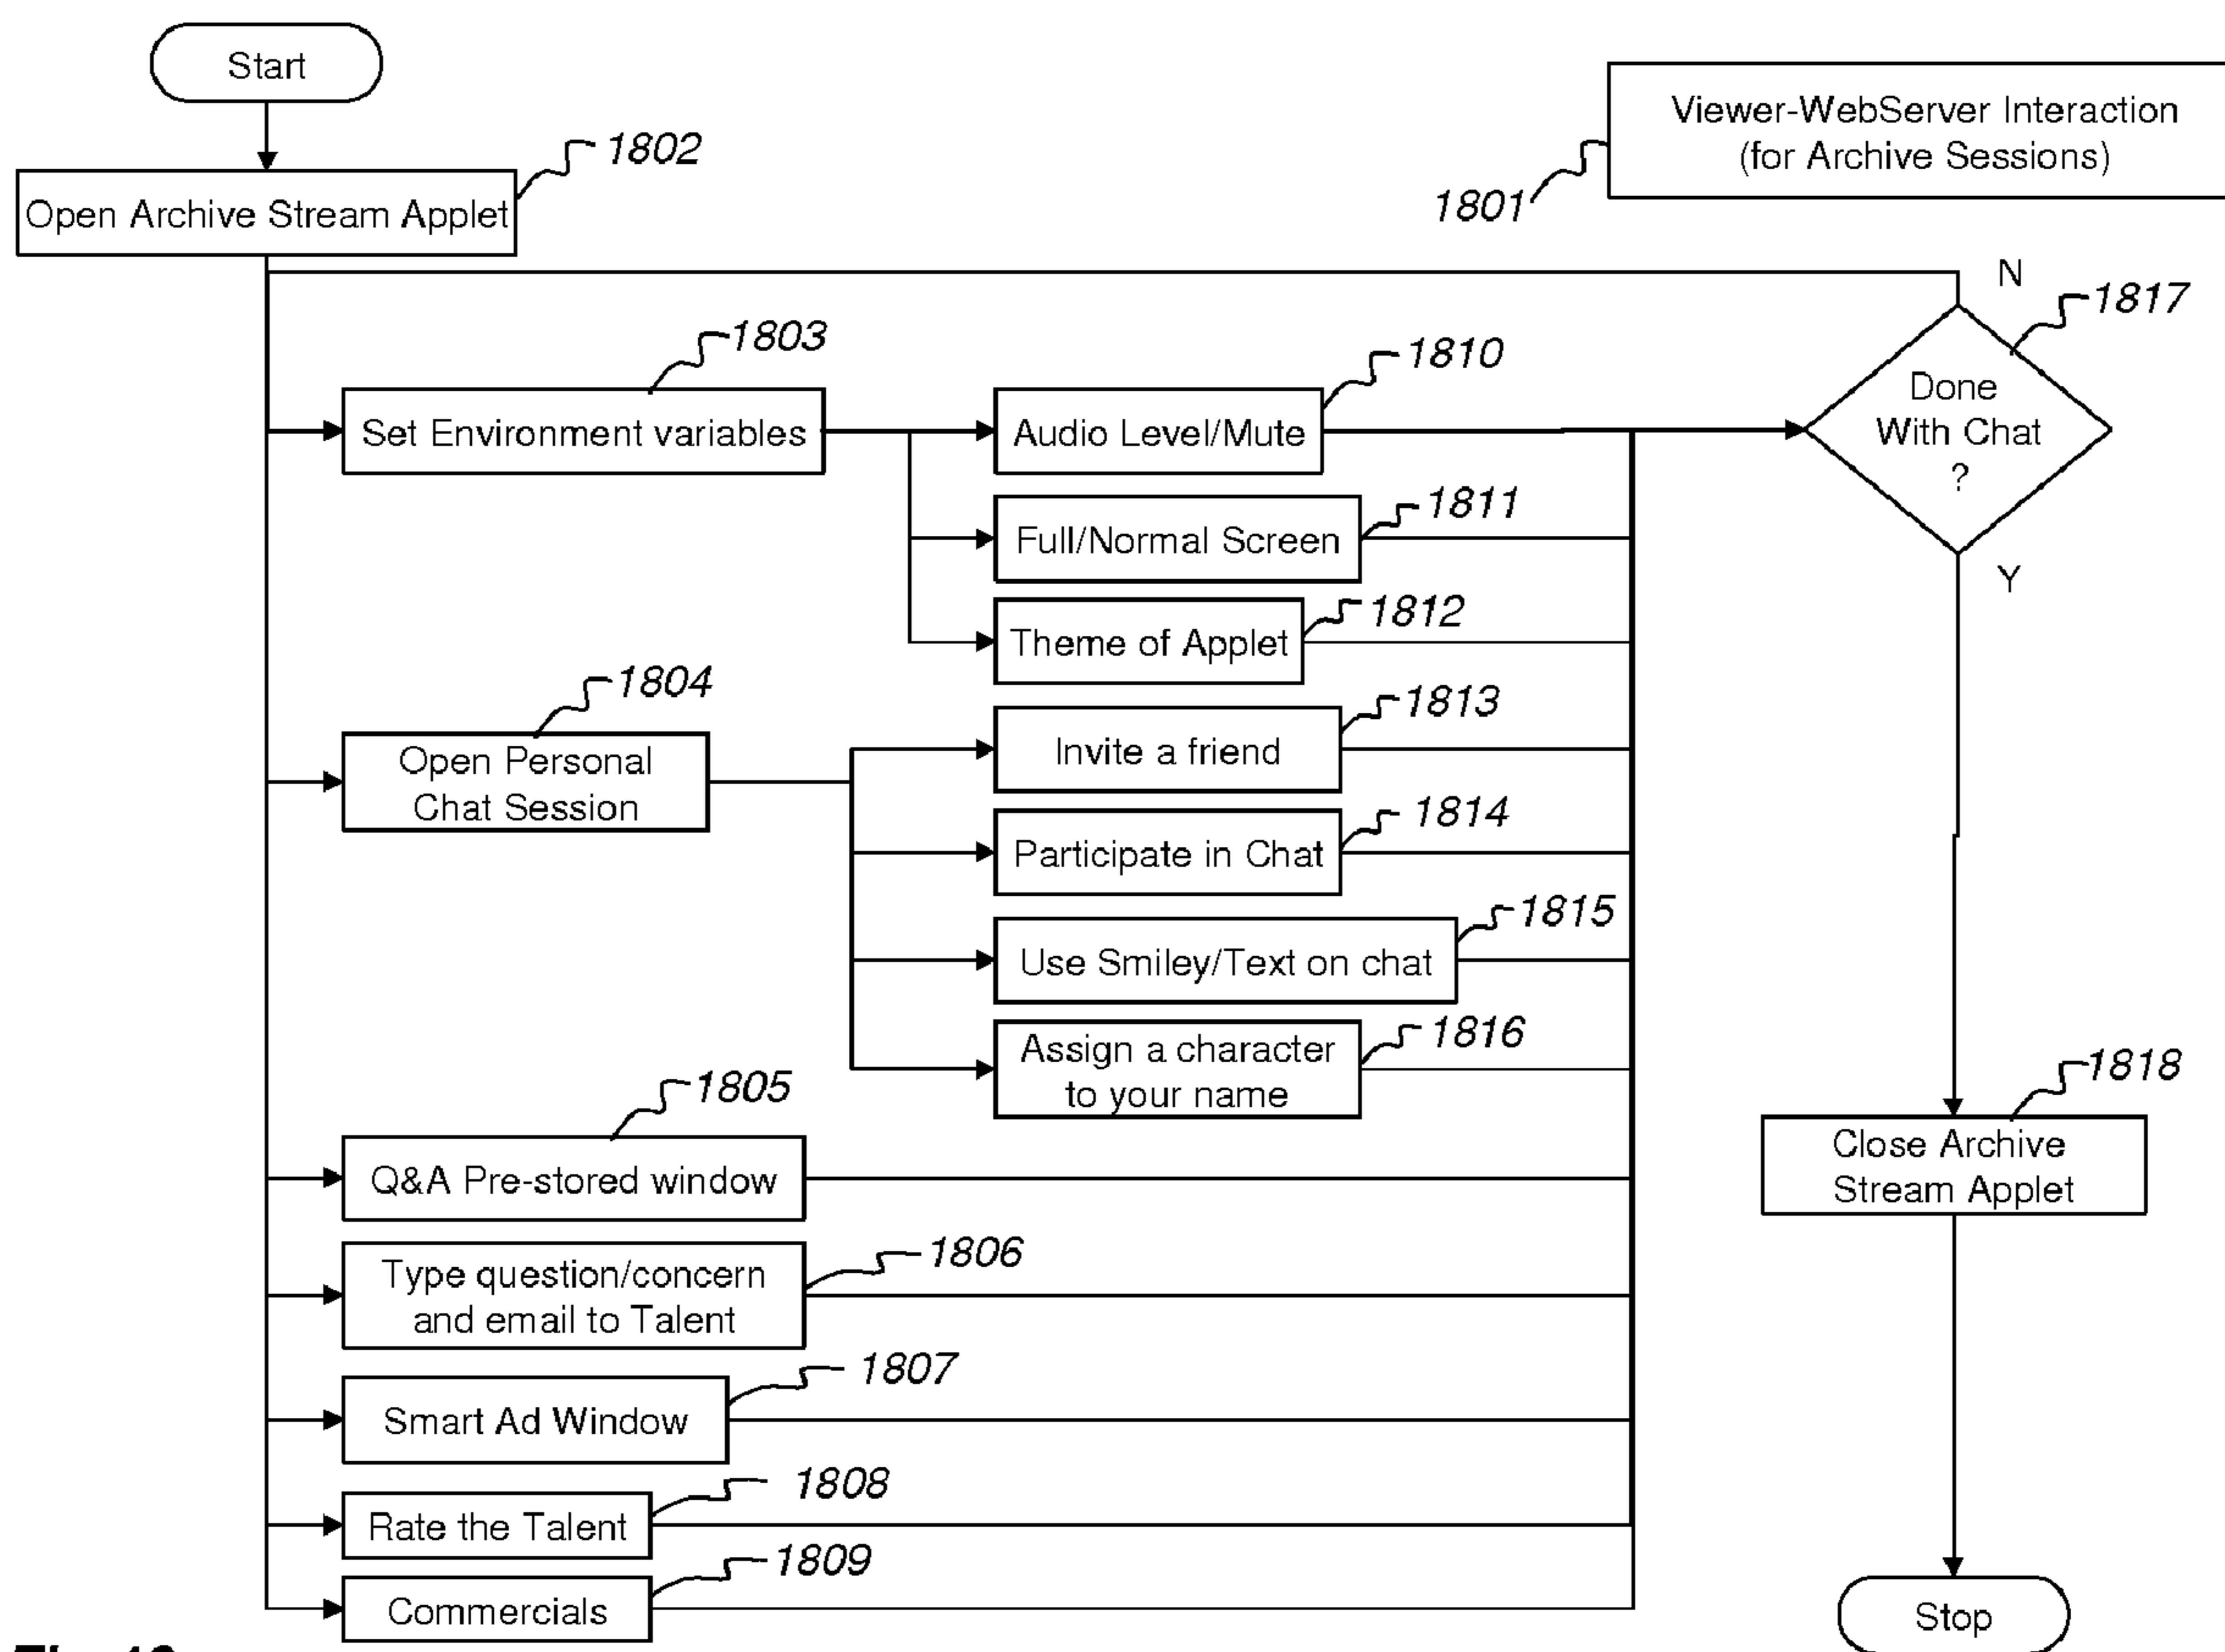 Start
1802
Open Archive Stream Applet
Viewer-WebServer Interaction
(for Archive Sessions)
1801
N
1817
Done
With Chat
?
Y
1803
Set Environment variables
1810
Audio Level/Mute
1811
Full/Normal Screen
1812
Theme of Applet
1804
Open Personal
Chat Session
1813
Invite a friend
1814
Participate in Chat
1815
Use Smiley/Text on chat
1816
Assign a character
to your name
1805
Q&A Pre-stored window
1806
Type question/concern
and email to Talent
1807
Smart Ad Window
1808
Rate the Talent
1809
Commercials
1818
Close Archive
Stream Applet
Stop